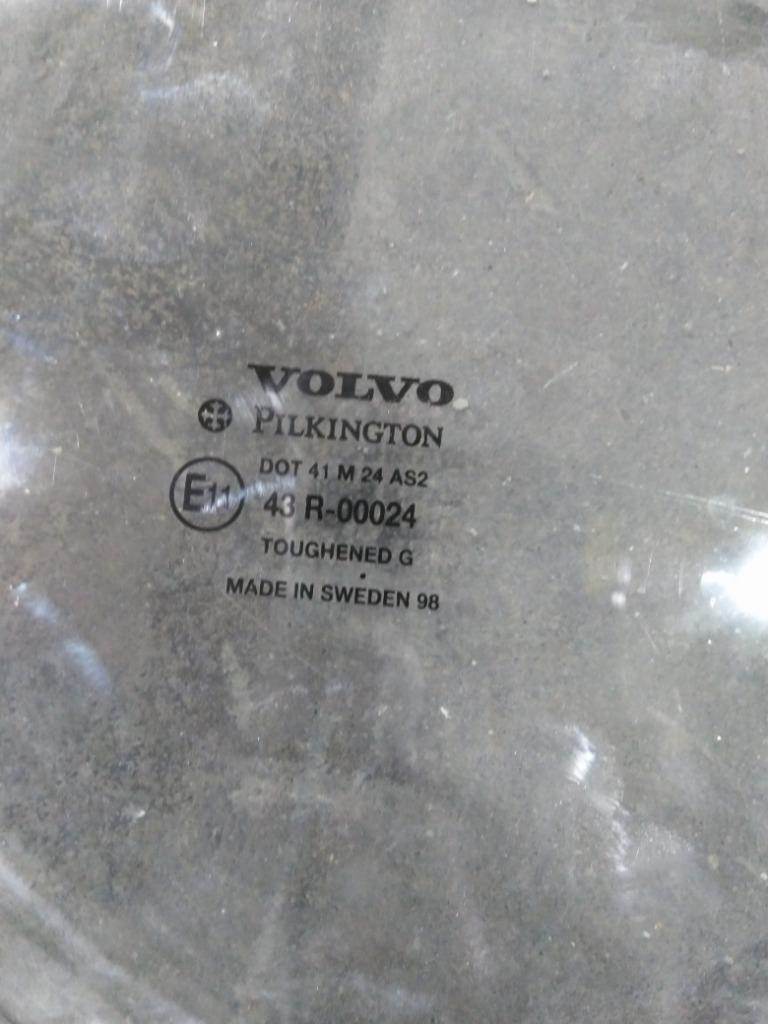 VOLVO
PILKINGTON
DOT 41 M 24 AS2
E11 43 R-00024
TOUGHENED G
MADE IN SWEDEN 98